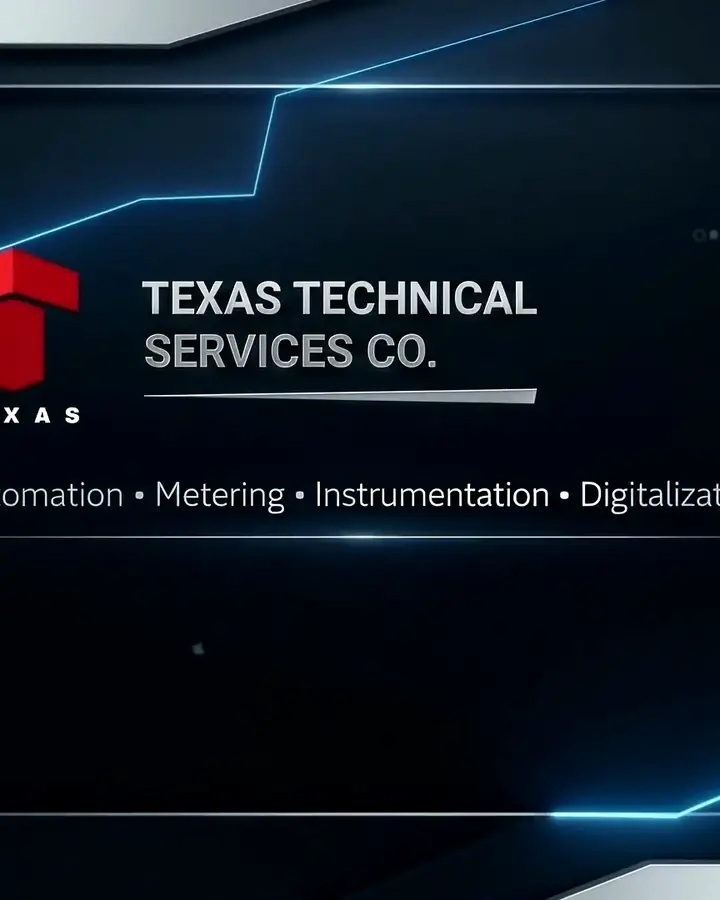 TEXAS TECHNICAL
SERVICES CO.
XAS
omation • Metering • Instrumentation • Digitalizat